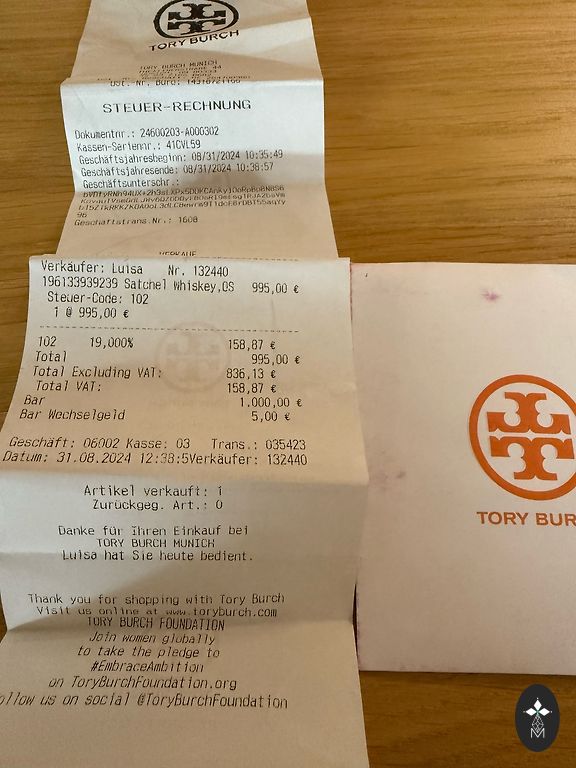 TORY BURCH
TORY BURCH MUNICH
STEUER-RECHNUNG
Dokumentnr.: 24600203-A000302
Kassen-Seriennr.: 41CVL59
Geschäftsjahresbeginn: 08/31/2024 10:35:49
Geschäftsjahresende: 08/31/2024 10:38:57
Geschäftsunterschr.:
96
Geschäftstrans.Nr.: 1608
VERKAUF
Verkäufer: Luisa Nr. 132440
196133939239 Satchel Whiskey,OS 995,00 €
Steuer-Code: 102
1 @ 995,00 €
102 19,000% 158,87 €
Total 995,00 €
Total Excluding VAT: 836,13 €
Total VAT: 158,87 €
Bar 1.000,00 €
Bar Wechselgeld 5,00 €
Geschäft: 06002 Kasse: 03 Trans.: 035423
Datum: 31.08.2024 12:38:5Verkäufer: 132440
Artikel verkauft: 1
Zurückgeg. Art.: 0
Danke für Ihren Einkauf bei
TORY BURCH MUNICH
Luisa hat Sie heute bedient.
Thank you for shopping with Tory Burch
Visit us online at www.toryburch.com
TORY BURCH FOUNDATION
Join women globally
to take the pledge to
#EmbraceAmbition
on ToryBurchFoundation.org
ollow us on social @ToryBurchFoundation
TORY BURC
M